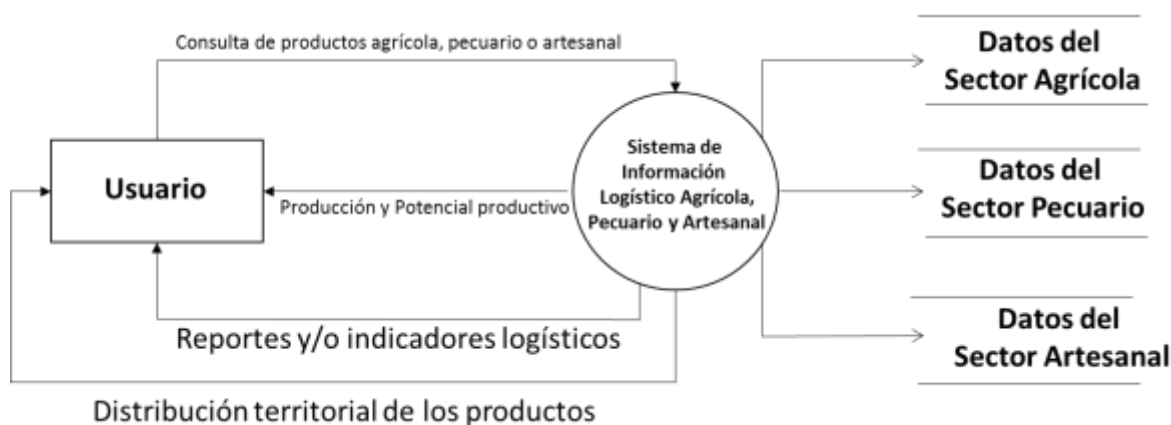 Consulta de productos agrícola, pecuario o artesanal
Datos del
Sector Agrícola
Usuario
Sistema de
Información
Logístico Agrícola,
Pecuario y Artesanal
Producción y Potencial productivo
Datos del
Sector Pecuario
Reportes y/o indicadores logísticos
Datos del
Sector Artesanal
Distribución territorial de los productos